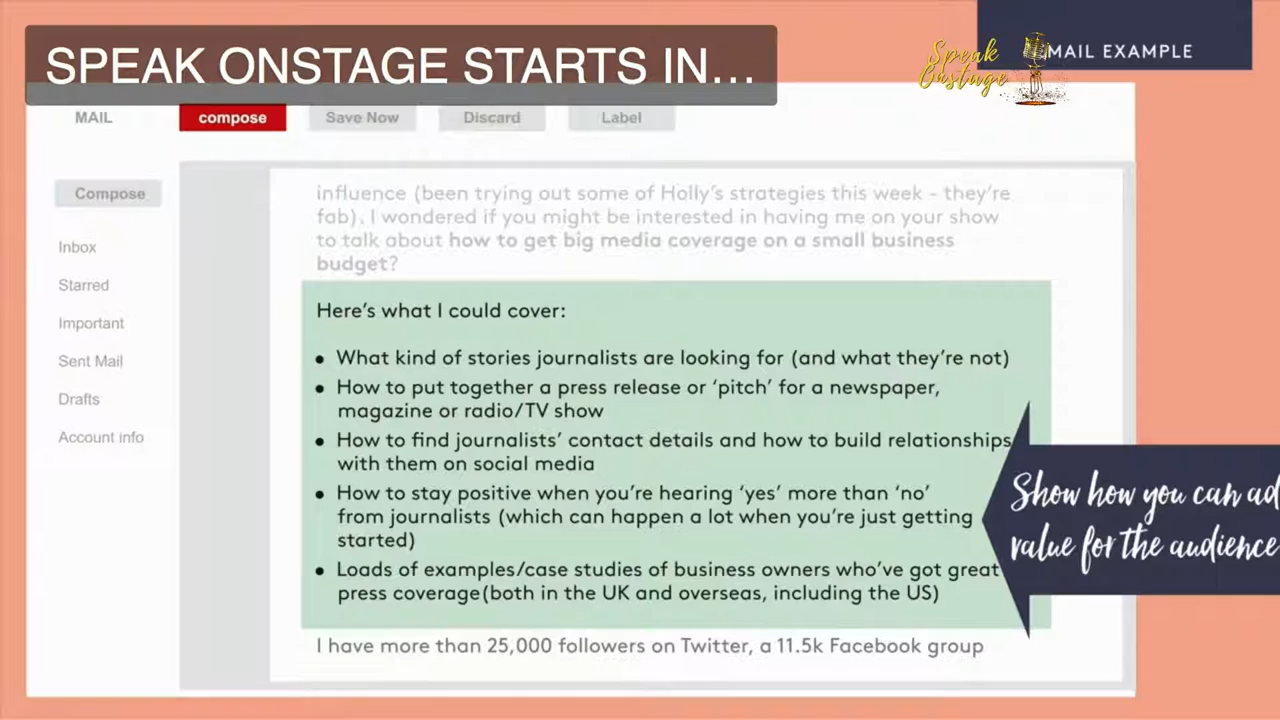 SPEAK ONSTAGE STARTS IN...
Speak
Onstage
MAIL EXAMPLE
MAIL
compose
Save Now
Discard
Label
Compose
Inbox
Starred
Important
Sent Mail
Drafts
Account info
influence (been trying out some of Holly's strategies this week - they're
fab). I wondered if you might be interested in having me on your show
to talk about how to get big media coverage on a small business
budget?
Here's what I could cover:
• What kind of stories journalists are looking for (and what they're not)
• How to put together a press release or 'pitch' for a newspaper,
magazine or radio/TV show
• How to find journalists' contact details and how to build relationships
with them on social media
• How to stay positive when you're hearing 'yes' more than 'no'
from journalists (which can happen a lot when you're just getting
started)
• Loads of examples/case studies of business owners who've got great
press coverage(both in the UK and overseas, including the US)
I have more than 25,000 followers on Twitter, a 11.5k Facebook group
Show how you can ad
value for the audience